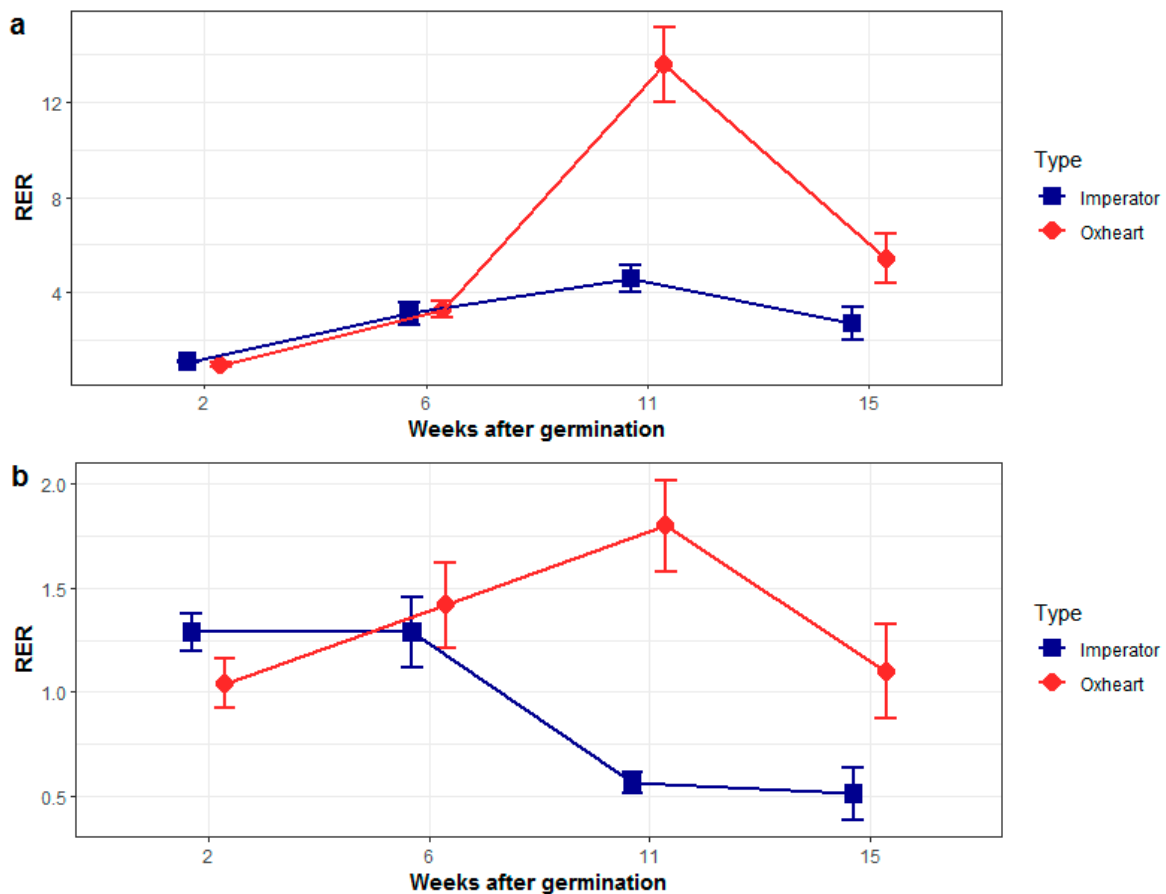 a
12
8
4
RER
2 6 11 15
Weeks after germination
Type
Imperator
Oxheart
b
2.0
1.5
1.0
0.5
RER
2 6 11 15
Weeks after germination
Type
Imperator
Oxheart